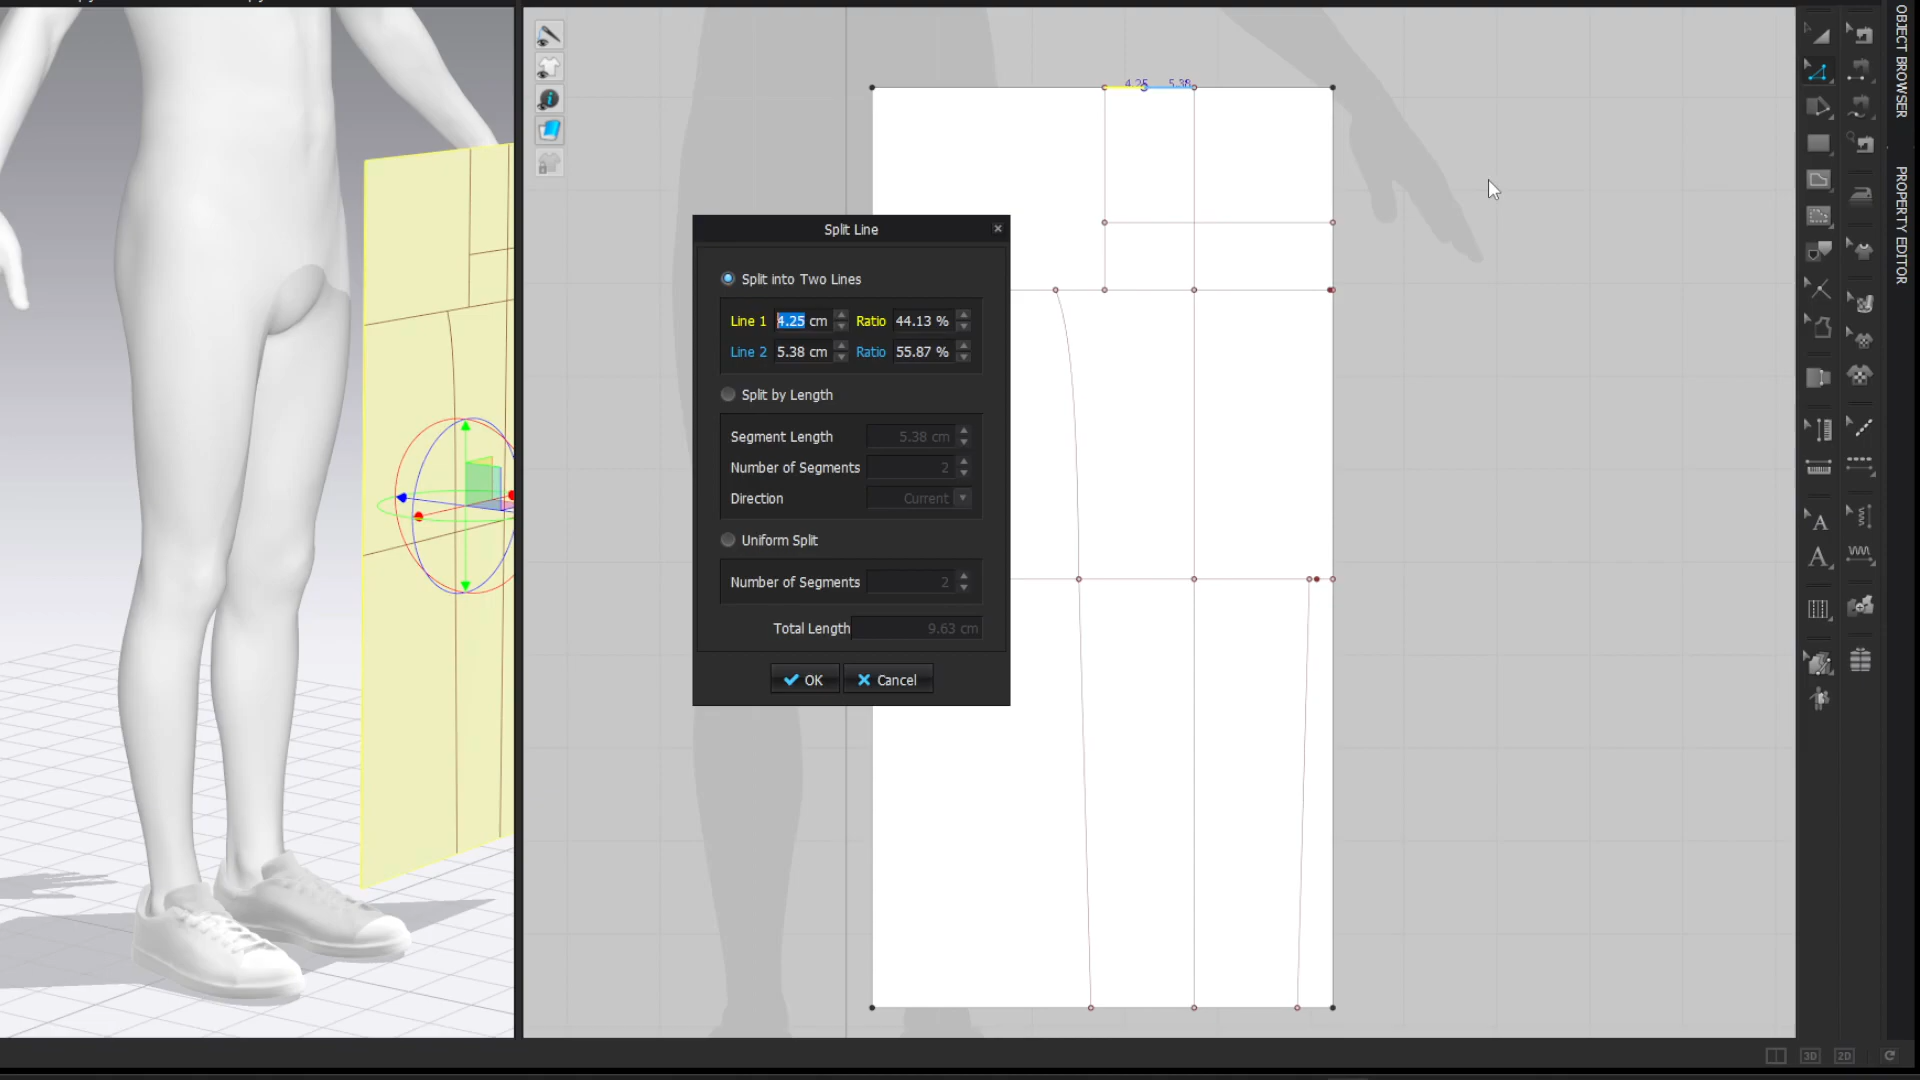 4.25 5.38
Split Line
Split into Two Lines
Line 1 4.25 cm Ratio 44.13 %
Line 2 5.38 cm Ratio 55.87 %
Split by Length
Segment Length 5.38 cm
Number of Segments 2
Direction Current
Uniform Split
Number of Segments 2
Total Length 9.63 cm
OK Cancel
OBJECT BROWSER
PROPERTY EDITOR
A
A
3D 2D